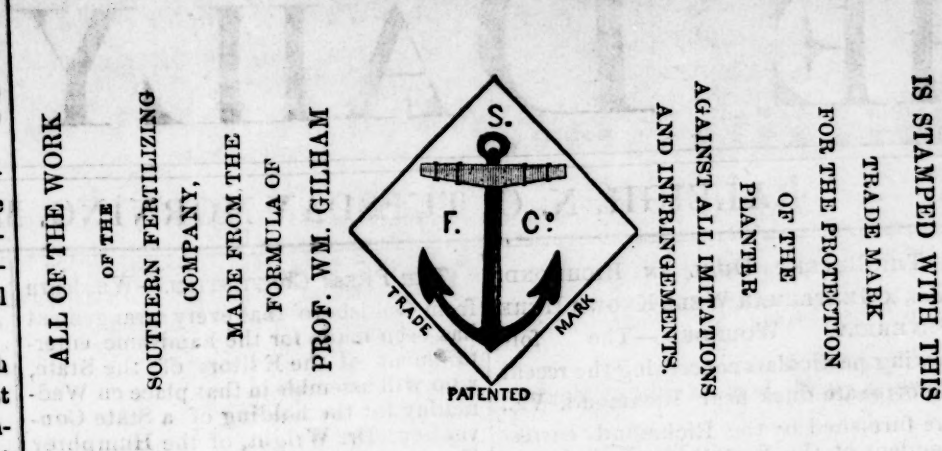 ALL OF THE WORK
OF THE
SOUTHERN FERTILIZING
COMPANY,
MADE FROM THE
FORMULA OF
PROF. WM. GILHAM
S.
F. Cº.
TRADE MARK
PATENTED
IS STAMPED WITH THIS
TRADE MARK
FOR THE PROTECTION
OF THE
PLANTER
AGAINST ALL IMITATIONS
AND INFRINGEMENTS.